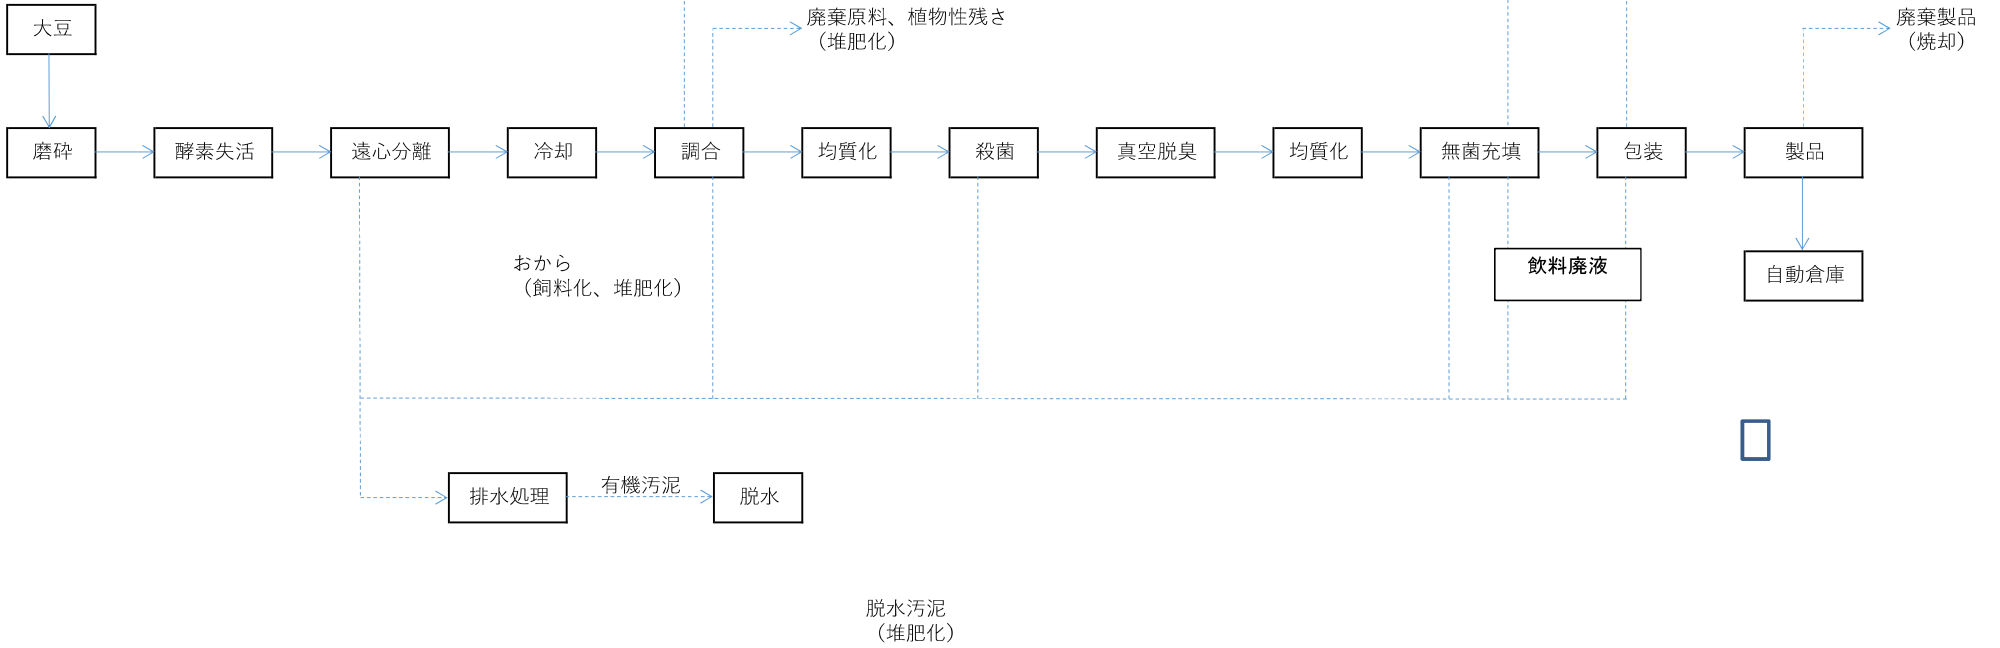 大豆
廃棄原料、植物性残さ
（堆肥化）
廃棄製品
（焼却）
磨砕
酵素失活
遠心分離
冷却
調合
均質化
殺菌
真空脱臭
均質化
無菌充填
包装
製品
おから
（飼料化、堆肥化）
飲料廃液
自動倉庫
排水処理
有機汚泥
脱水
脱水汚泥
（堆肥化）